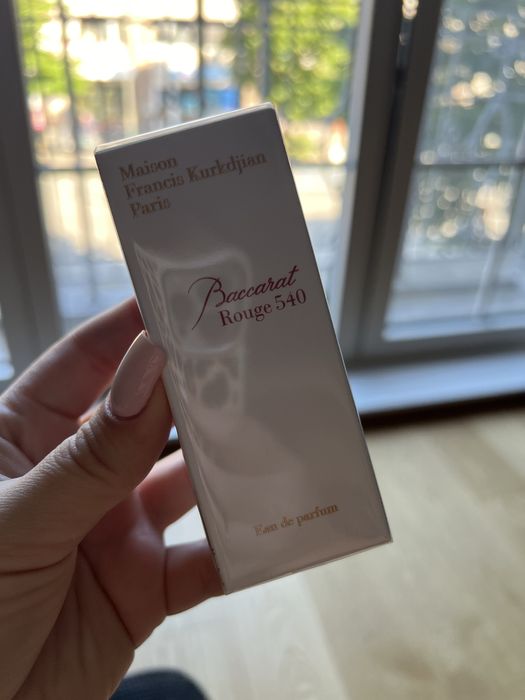 Maison
Francis Kurkdjian
Paris
Baccarat
Rouge 540
Eau de parfum